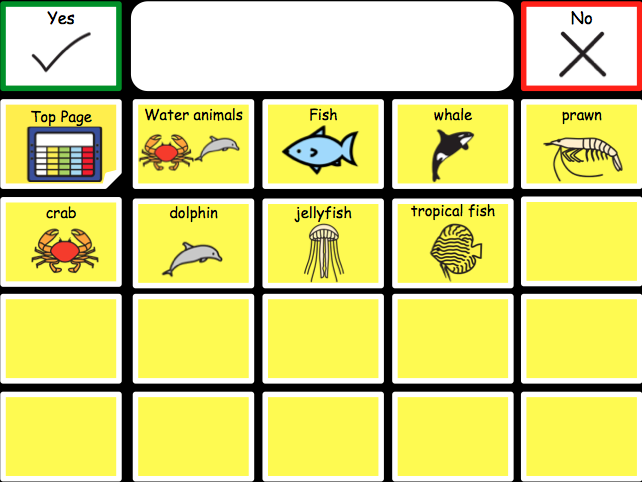 Yes
No
Top Page
Water animals
Fish
whale
prawn
crab
dolphin
jellyfish
tropical fish